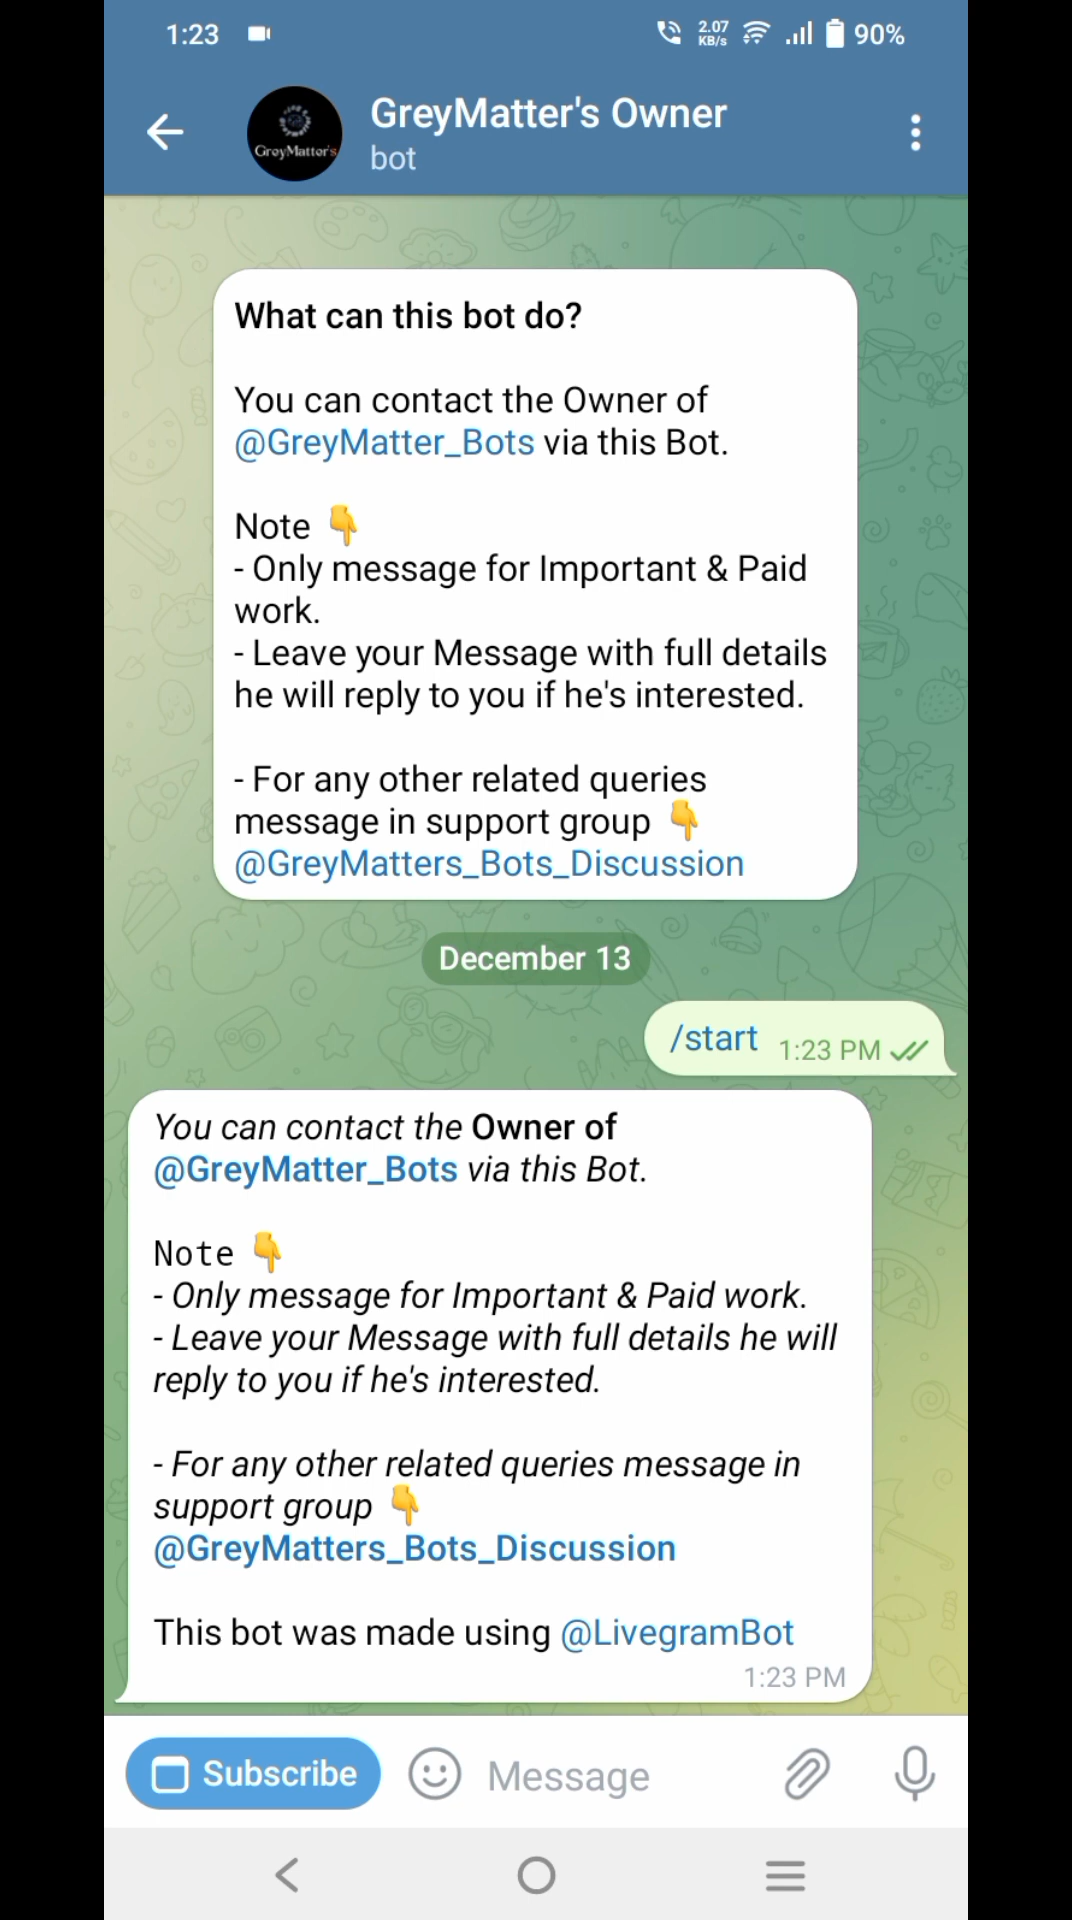 1:23 2.07 KB/s 90%
GreyMatter's
GreyMatter's Owner
bot
What can this bot do?
You can contact the Owner of
@GreyMatter_Bots via this Bot.
Note 👇
- Only message for Important & Paid
work.
- Leave your Message with full details
he will reply to you if he's interested.
- For any other related queries
message in support group 👇
@GreyMatters_Bots_Discussion
December 13
/start 1:23 PM
You can contact the Owner of
@GreyMatter_Bots via this Bot.
Note 👇
- Only message for Important & Paid work.
- Leave your Message with full details he will
reply to you if he's interested.
- For any other related queries message in
support group 👇
@GreyMatters_Bots_Discussion
This bot was made using @LivegramBot
1:23 PM
Subscribe Message